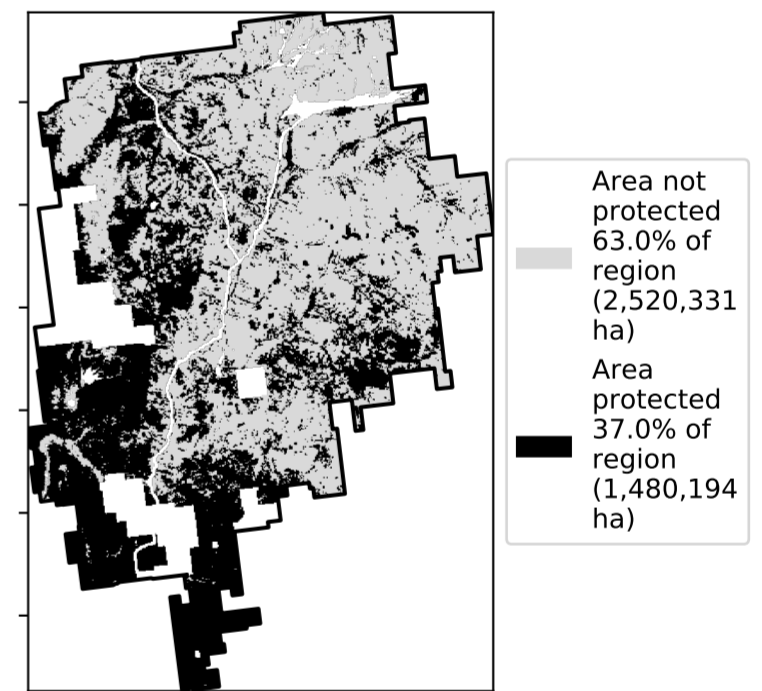 Area not
protected
63.0% of
region
(2,520,331
ha)
Area
protected
37.0% of
region
(1,480,194
ha)